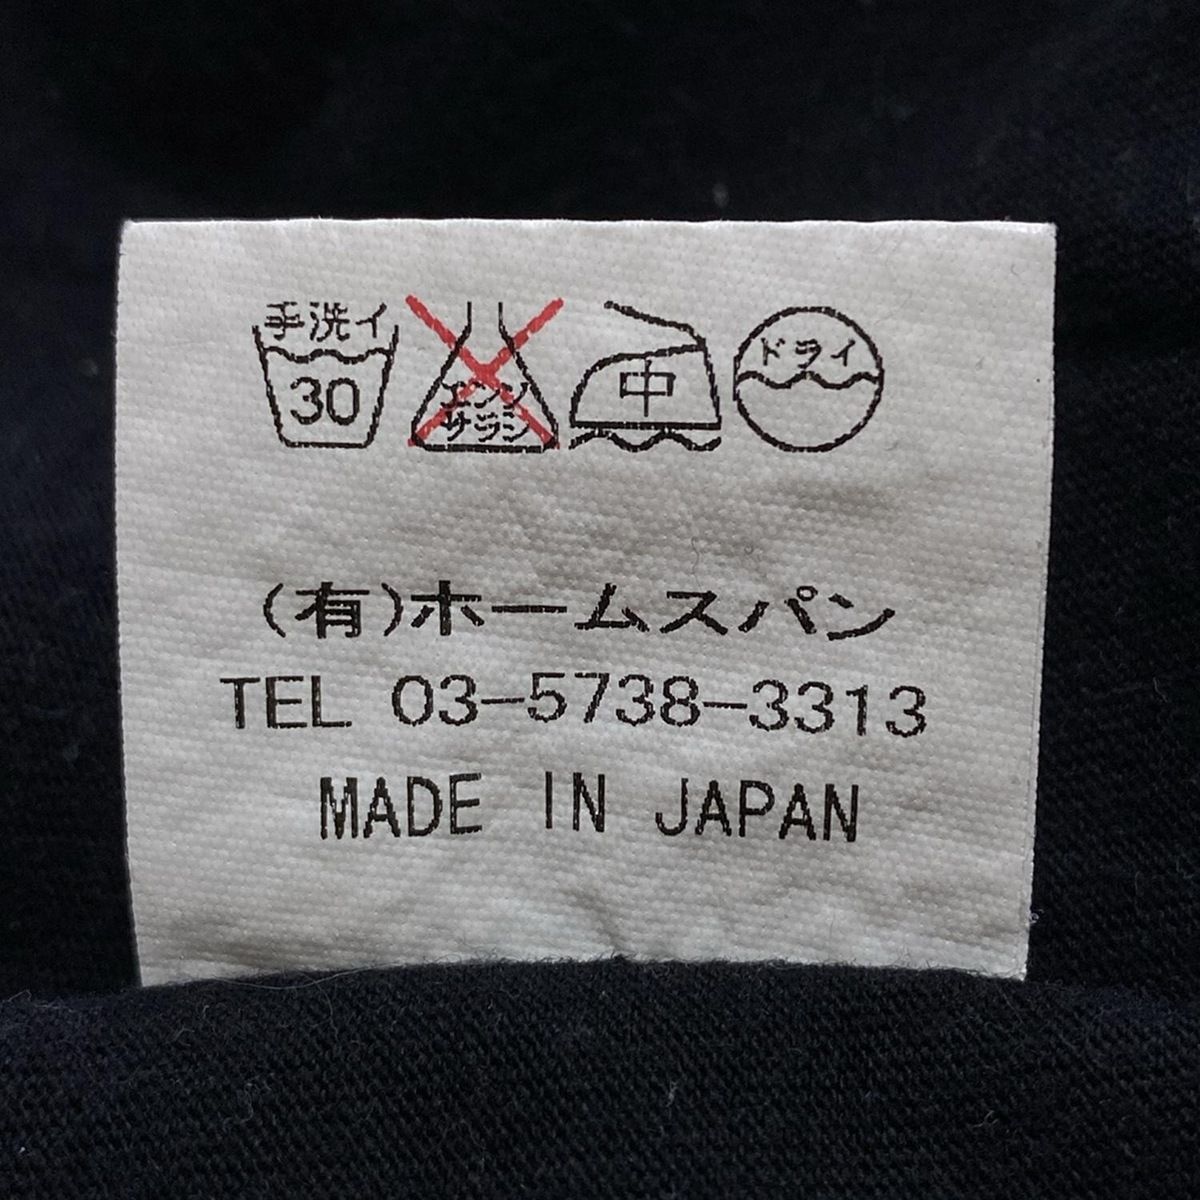 手洗イ
30
エンソ
サラシ
中
ドライ
(有)ホームスパン
TEL 03-5738-3313
MADE IN JAPAN